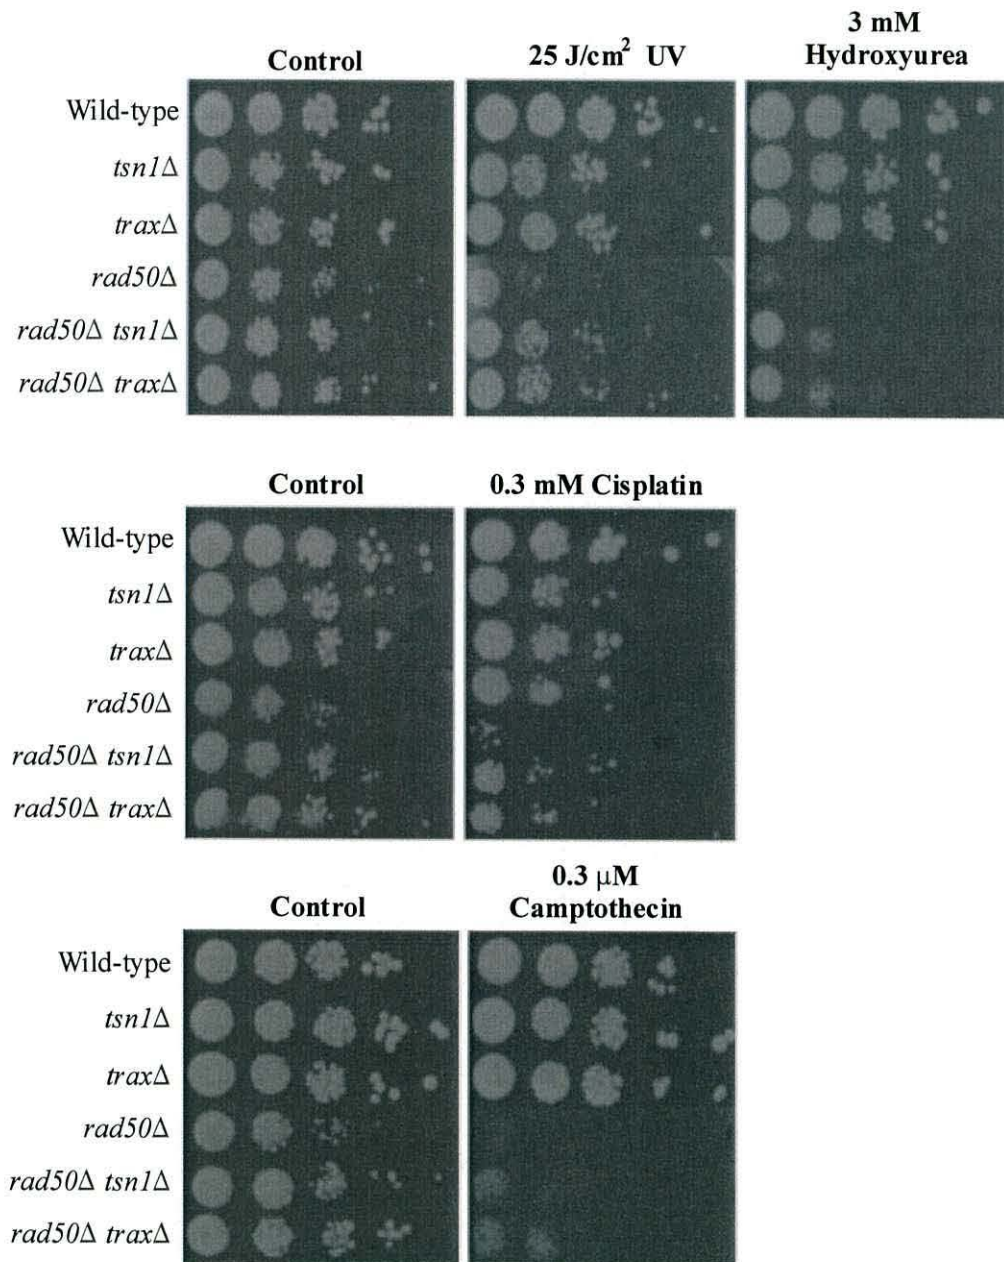 Control
25 J/cm² UV
3 mM
Hydroxyurea
Wild-type
tsn1Δ
traxΔ
rad50Δ
rad50Δ tsn1Δ
rad50Δ traxΔ
Control
0.3 mM Cisplatin
Wild-type
tsn1Δ
traxΔ
rad50Δ
rad50Δ tsn1Δ
rad50Δ traxΔ
Control
0.3 μM
Camptothecin
Wild-type
tsn1Δ
traxΔ
rad50Δ
rad50Δ tsn1Δ
rad50Δ traxΔ